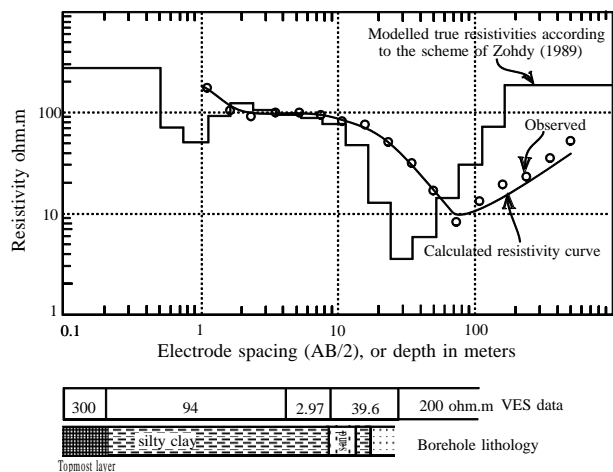 Modelled true resistivities according
to the scheme of Zohdy (1989)
1000
100
10
1
Resistivity ohm.m
Observed
Calculated resistivity curve
0.1
1
10
100
Electrode spacing (AB/2), or depth in meters
300
94
2.97
39.6
200 ohm.m VES data
silty clay
sand
Borehole lithology
Topmost layer